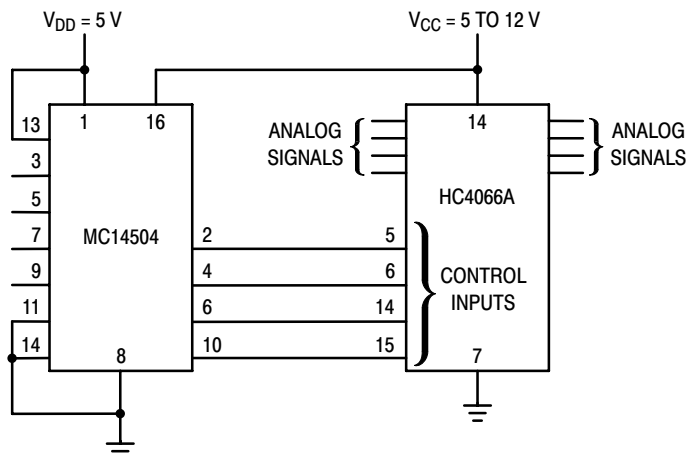 V_DD = 5 V
V_CC = 5 TO 12 V
1 16
14
13
3
5
7
9
11
14
MC14504
8
2
4
6
10
ANALOG
SIGNALS
ANALOG
SIGNALS
HC4066A
5
6
14
15
CONTROL
INPUTS
7